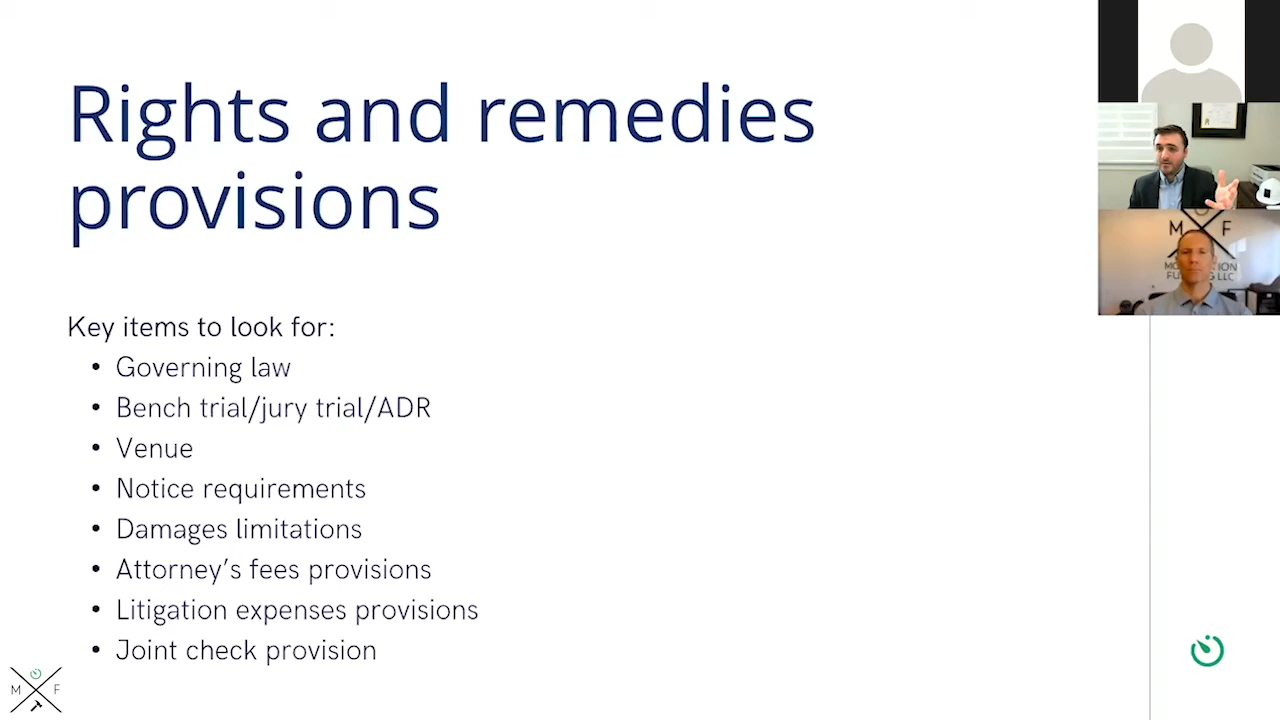 Rights and remedies
provisions
Key items to look for:
• Governing law
• Bench trial/jury trial/ADR
• Venue
• Notice requirements
• Damages limitations
• Attorney’s fees provisions
• Litigation expenses provisions
• Joint check provision
M F
M F
LLC